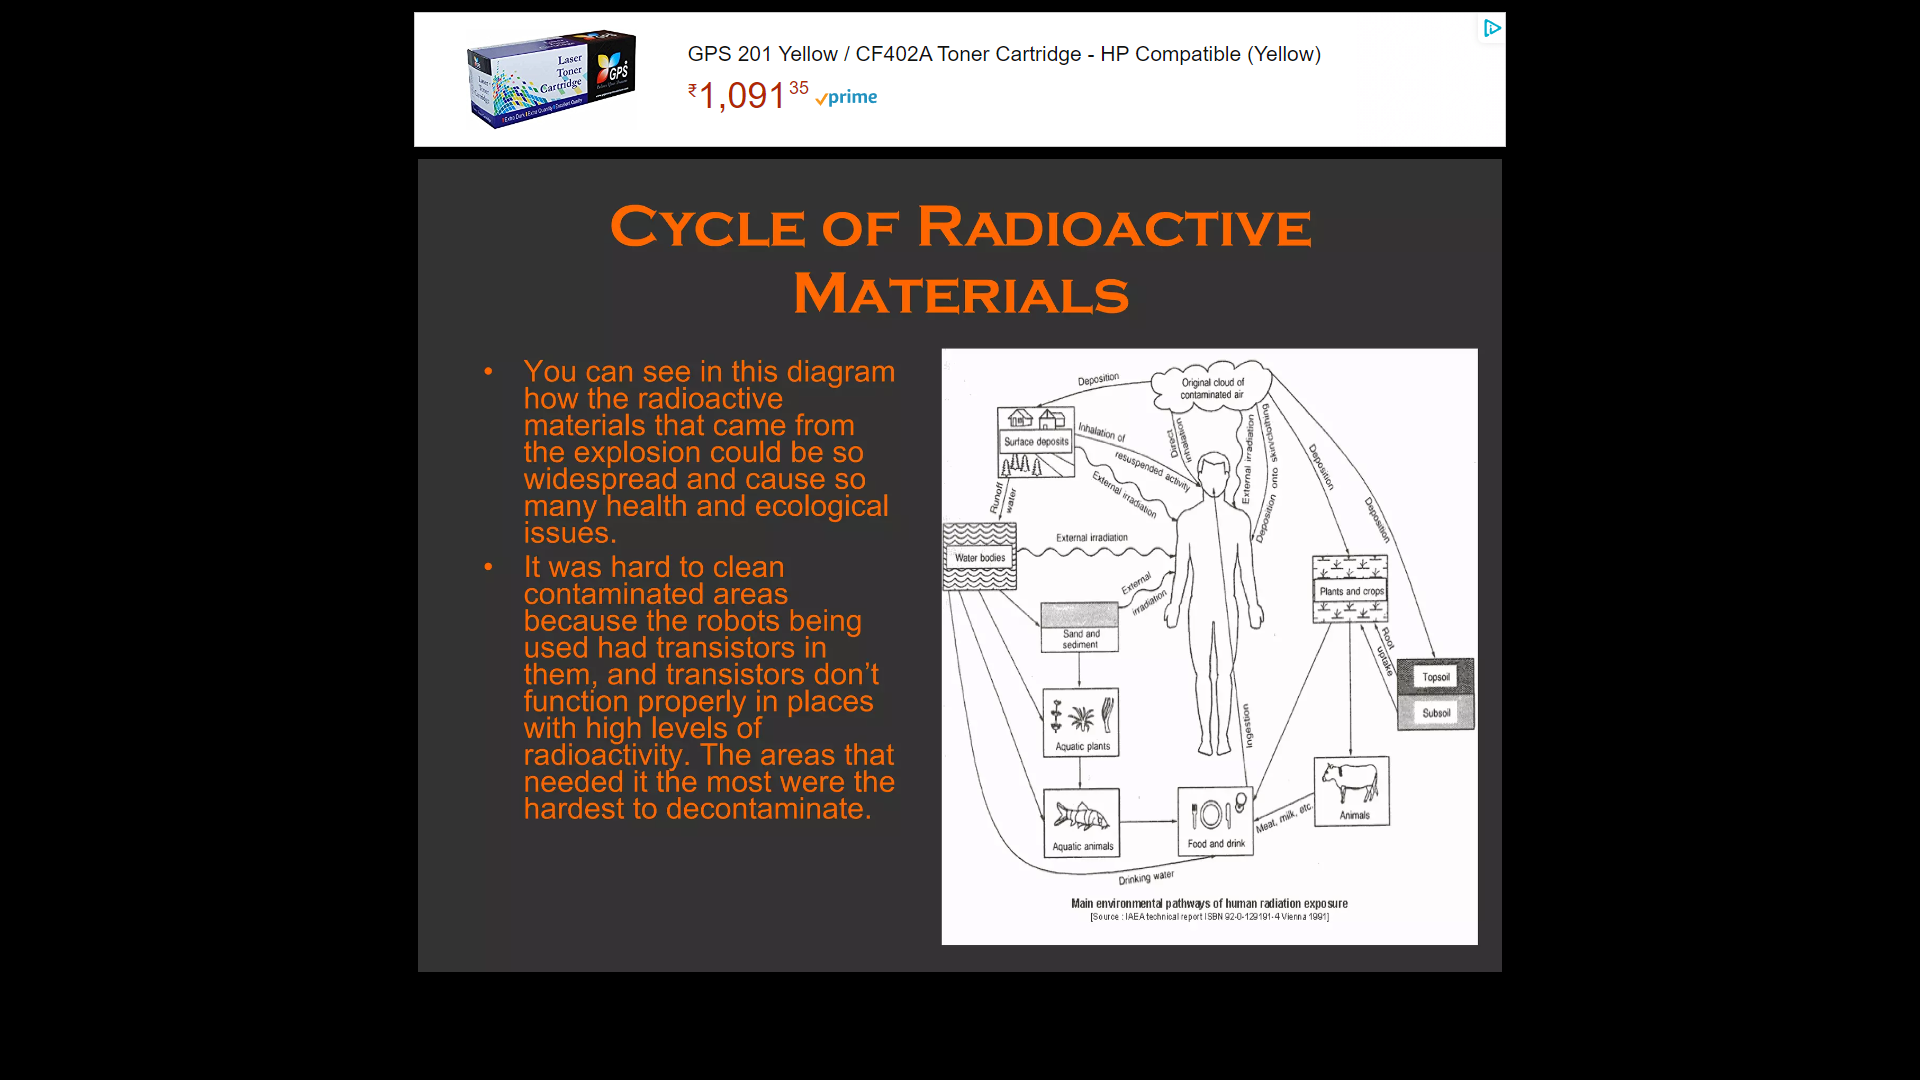 GPS 201 Yellow / CF402A Toner Cartridge - HP Compatible (Yellow)
₹1,091 35 prime
Laser
Toner
Cartridge
GPS
CYCLE OF RADIOACTIVE
MATERIALS
• You can see in this diagram
how the radioactive
materials that came from
the explosion could be so
widespread and cause so
many health and ecological
issues.
• It was hard to clean
contaminated areas
because the robots being
used had transistors in
them, and transistors don’t
function properly in places
with high levels of
radioactivity. The areas that
needed it the most were the
hardest to decontaminate.
Deposition
Original cloud of
contaminated air
Surface deposits
Inhalation of
resuspended activity
Direct
inhalation
External irradiation
Deposition onto
skin/clothing
Deposition
Deposition
External irradiation
Runoff
water
Water bodies
External irradiation
External
irradiation
Sand and
sediment
Plants and crops
Root
uptake
Topsoil
Subsoil
Aquatic plants
Ingestion
Aquatic animals
Food and drink
Meat, milk, etc.
Animals
Drinking water
Main environmental pathways of human radiation exposure
[Source : IAEA technical report ISBN 92-0-129191-4 Vienna 1991]